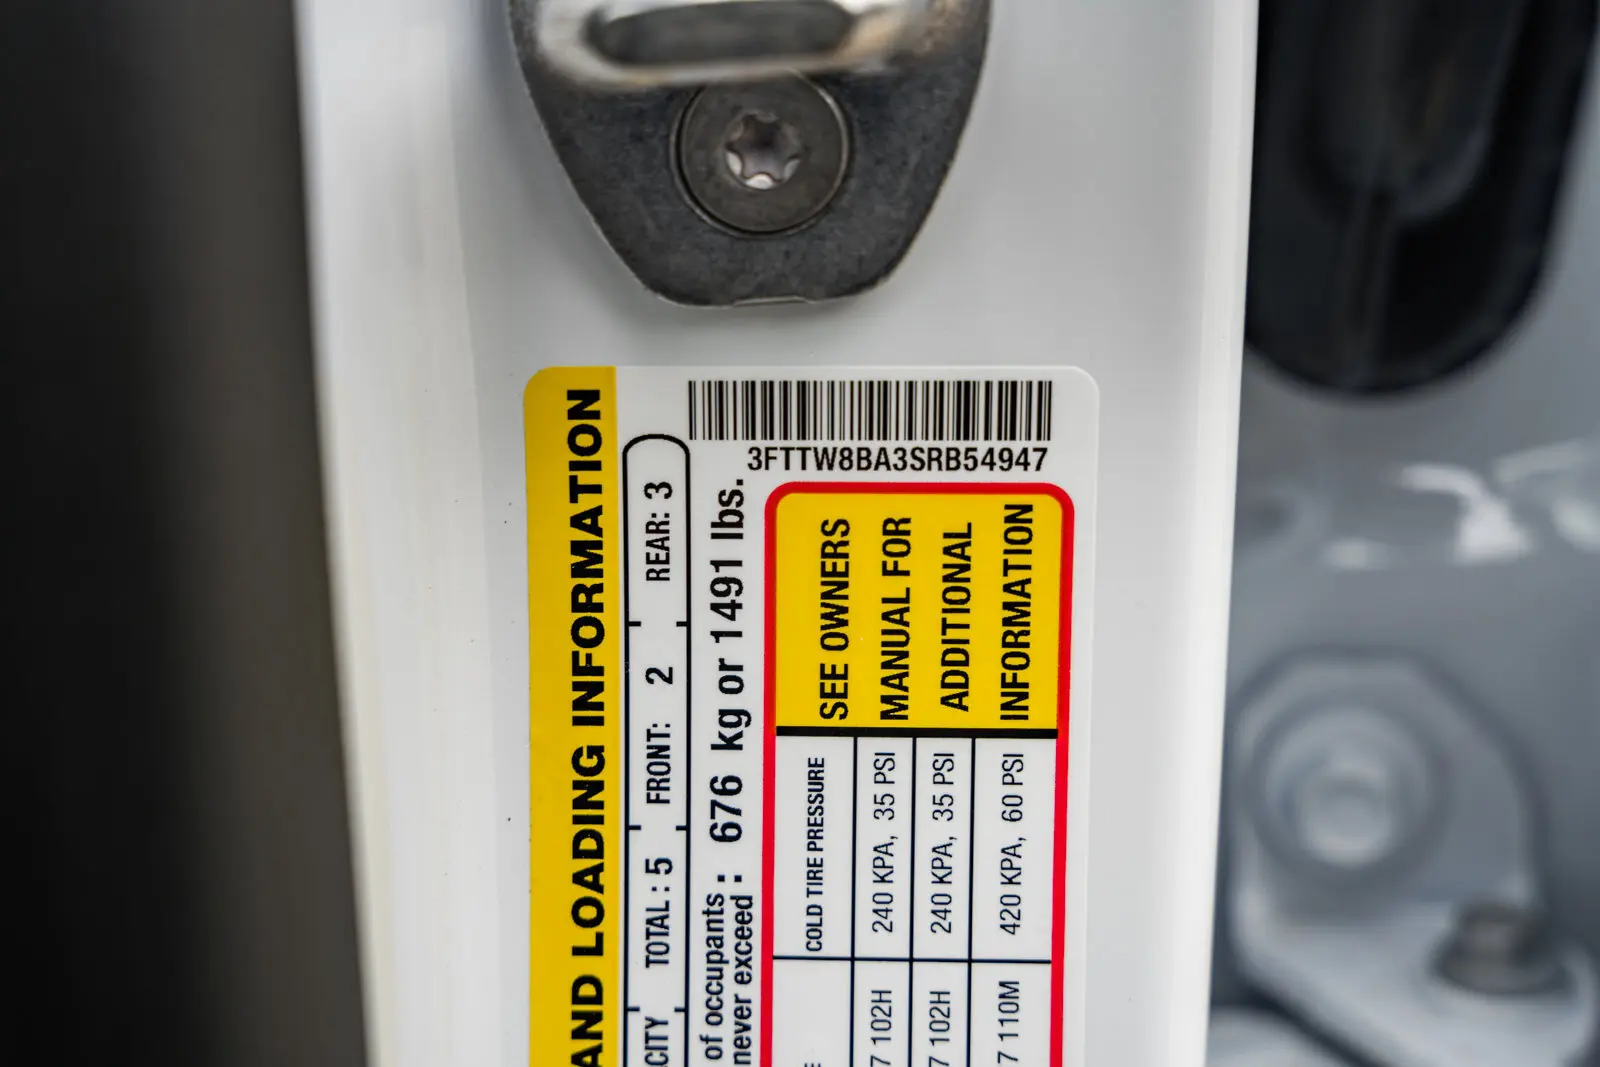 3FTTW8BA3SRB54947
AND LOADING INFORMATION
TOTAL : 5 FRONT: 2 REAR: 3
of occupants
never exceed : 676 kg or 1491 lbs.
COLD TIRE PRESSURE
7 102H 240 KPA, 35 PSI
7 102H 240 KPA, 35 PSI
7 110M 420 KPA, 60 PSI
SEE OWNERS
MANUAL FOR
ADDITIONAL
INFORMATION